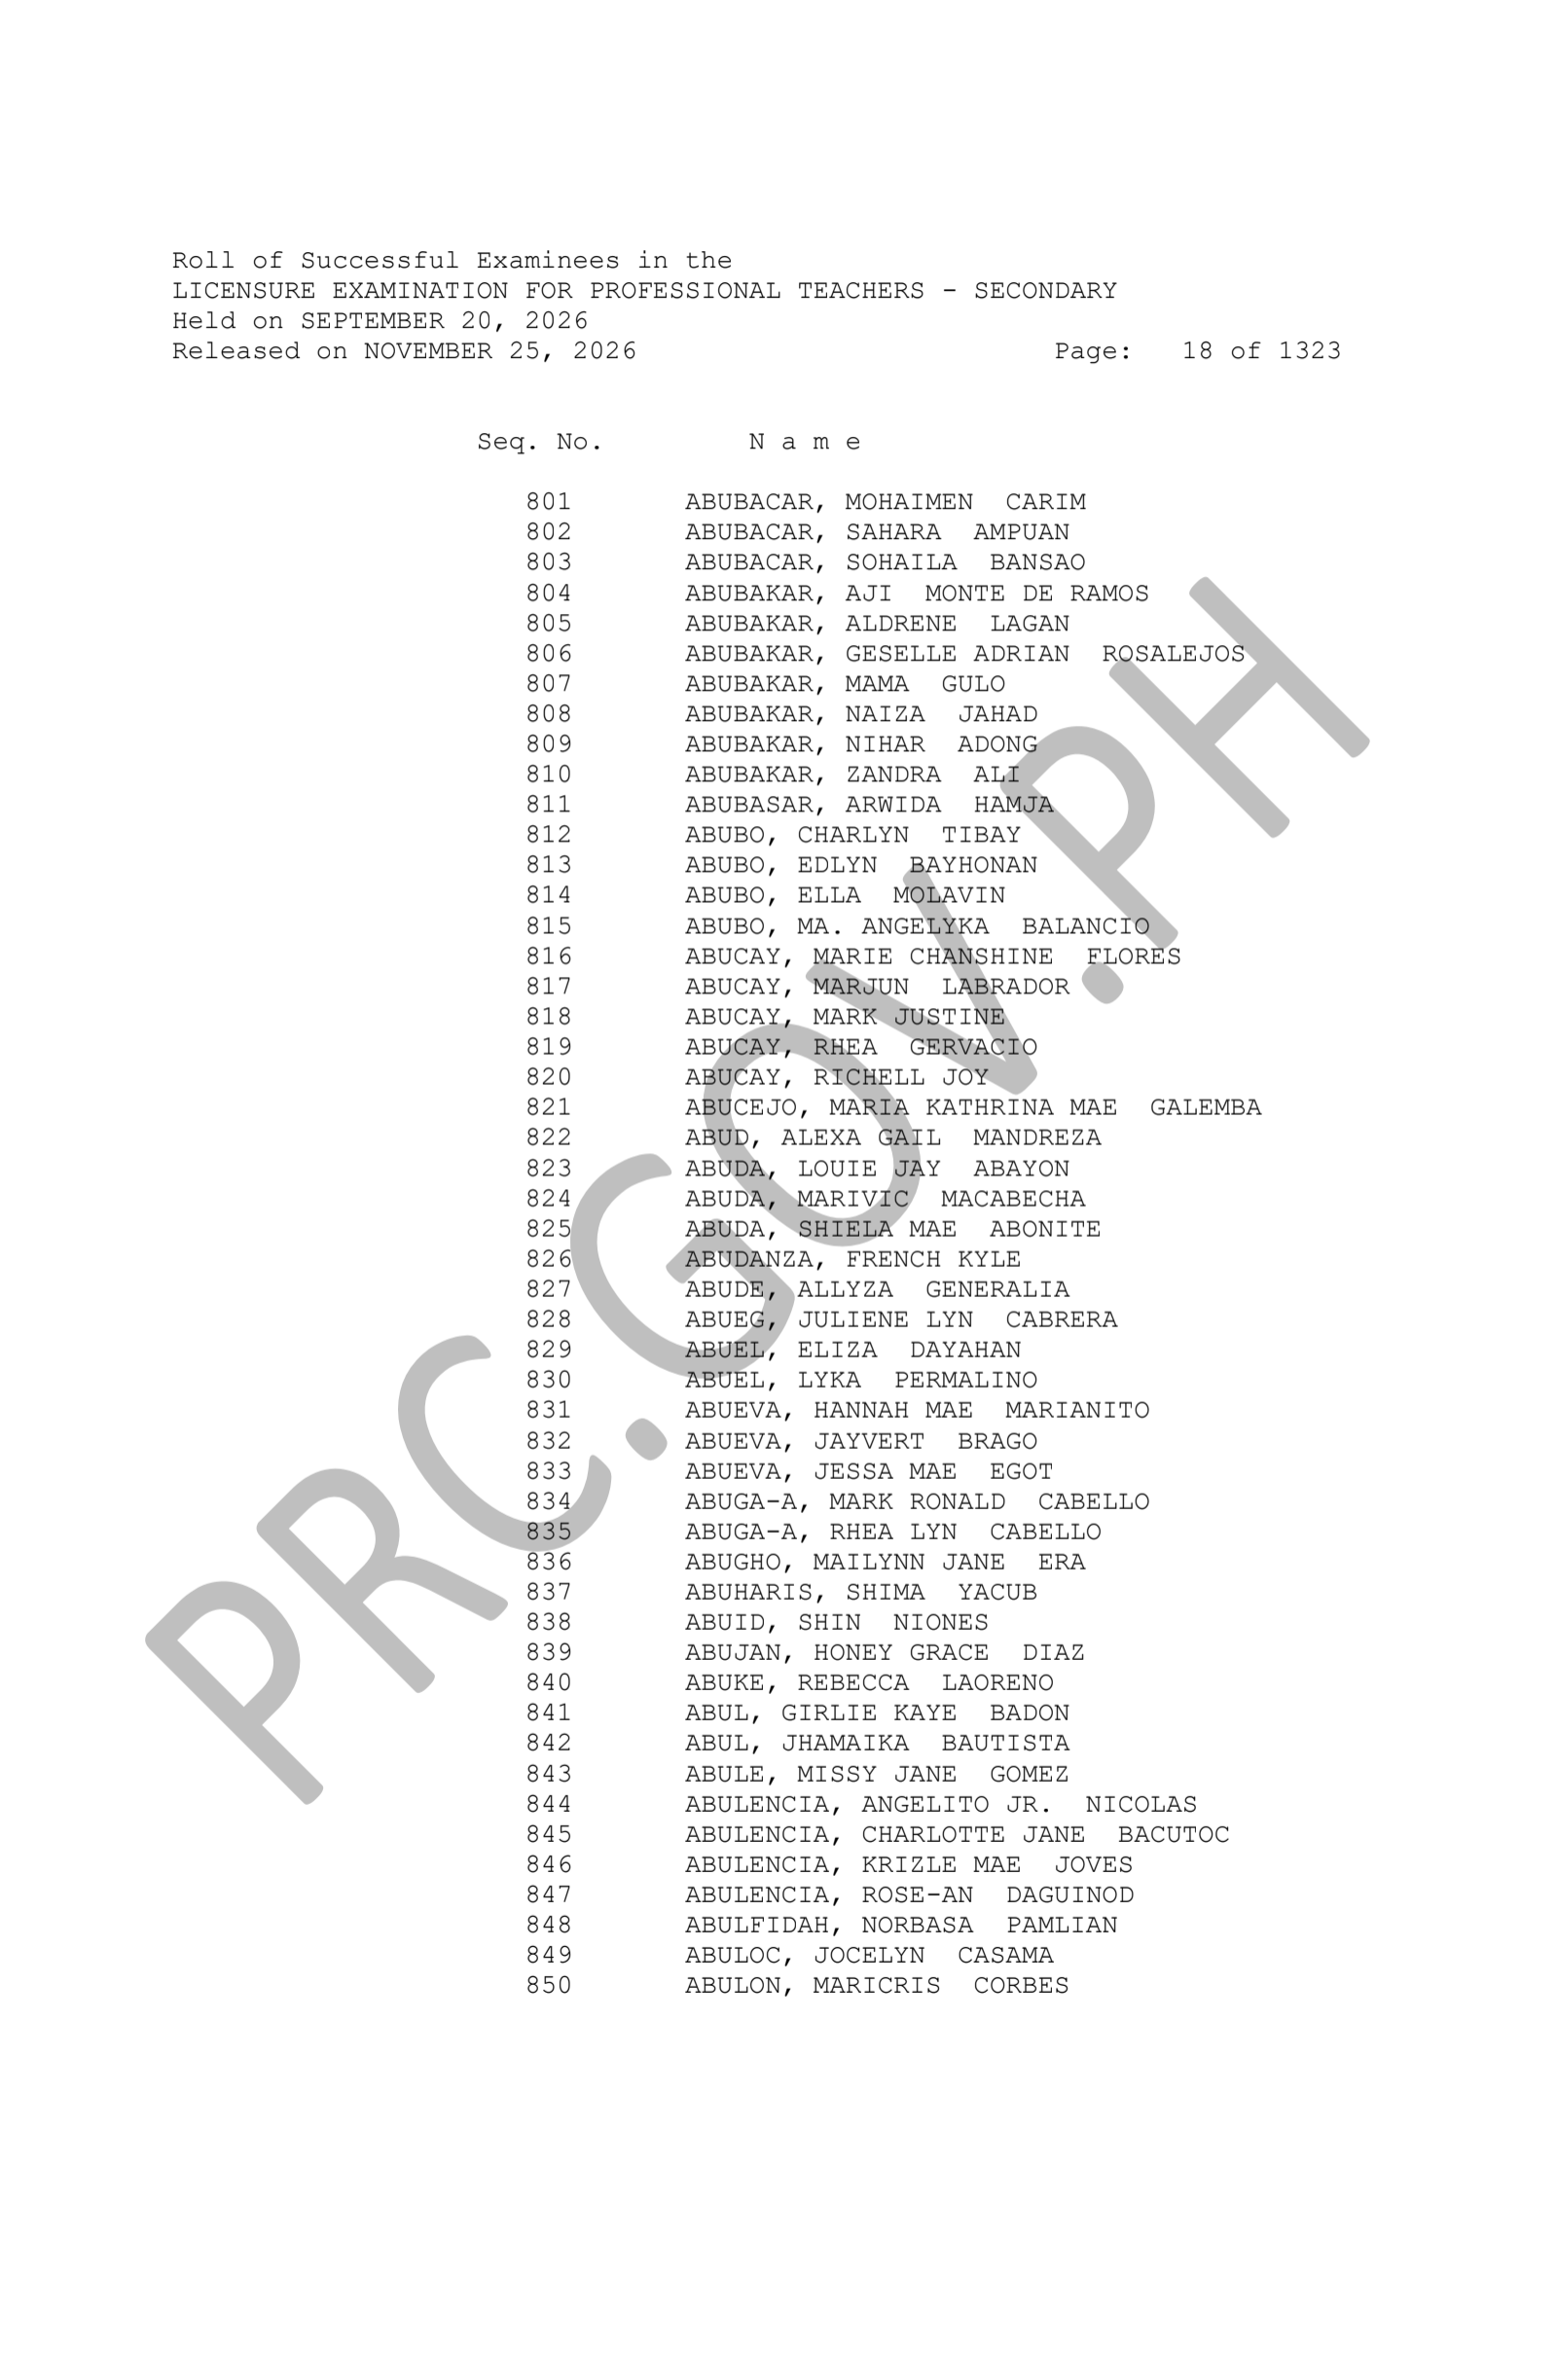 Roll of Successful Examinees in the
LICENSURE EXAMINATION FOR PROFESSIONAL TEACHERS - SECONDARY
Held on SEPTEMBER 20, 2026
Released on NOVEMBER 25, 2026 Page: 18 of 1323
Seq. No. N a m e
801 ABUBACAR, MOHAIMEN CARIM
802 ABUBACAR, SAHARA AMPUAN
803 ABUBACAR, SOHAILA BANSAO
804 ABUBAKAR, AJI MONTE DE RAMOS
805 ABUBAKAR, ALDRENE LAGAN
806 ABUBAKAR, GESELLE ADRIAN ROSALEJOS
807 ABUBAKAR, MAMA GULO
808 ABUBAKAR, NAIZA JAHAD
809 ABUBAKAR, NIHAR ADONG
810 ABUBAKAR, ZANDRA ALI
811 ABUBASAR, ARWIDA HAMJA
812 ABUBO, CHARLYN TIBAY
813 ABUBO, EDLYN BAYHONAN
814 ABUBO, ELLA MOLAVIN
815 ABUBO, MA. ANGELYKA BALANCIO
816 ABUCAY, MARIE CHANSHINE FLORES
817 ABUCAY, MARJUN LABRADOR
818 ABUCAY, MARK JUSTINE
819 ABUCAY, RHEA GERVACIO
820 ABUCAY, RICHELL JOY
821 ABUCEJO, MARIA KATHRINA MAE GALEMBA
822 ABUD, ALEXA GAIL MANDREZA
823 ABUDA, LOUIE JAY ABAYON
824 ABUDA, MARIVIC MACABECHA
825 ABUDA, SHIELA MAE ABONITE
826 ABUDANZA, FRENCH KYLE
827 ABUDE, ALLYZA GENERALIA
828 ABUEG, JULIENE LYN CABRERA
829 ABUEL, ELIZA DAYAHAN
830 ABUEL, LYKA PERMALINO
831 ABUEVA, HANNAH MAE MARIANITO
832 ABUEVA, JAYVERT BRAGO
833 ABUEVA, JESSA MAE EGOT
834 ABUGA-A, MARK RONALD CABELLO
835 ABUGA-A, RHEA LYN CABELLO
836 ABUGHO, MAILYNN JANE ERA
837 ABUHARIS, SHIMA YACUB
838 ABUID, SHIN NIONES
839 ABUJAN, HONEY GRACE DIAZ
840 ABUKE, REBECCA LAORENO
841 ABUL, GIRLIE KAYE BADON
842 ABUL, JHAMAIKA BAUTISTA
843 ABULE, MISSY JANE GOMEZ
844 ABULENCIA, ANGELITO JR. NICOLAS
845 ABULENCIA, CHARLOTTE JANE BACUTOC
846 ABULENCIA, KRIZLE MAE JOVES
847 ABULENCIA, ROSE-AN DAGUINOD
848 ABULFIDAH, NORBASA PAMLIAN
849 ABULOC, JOCELYN CASAMA
850 ABULON, MARICRIS CORBES
PRC.GOV.PH